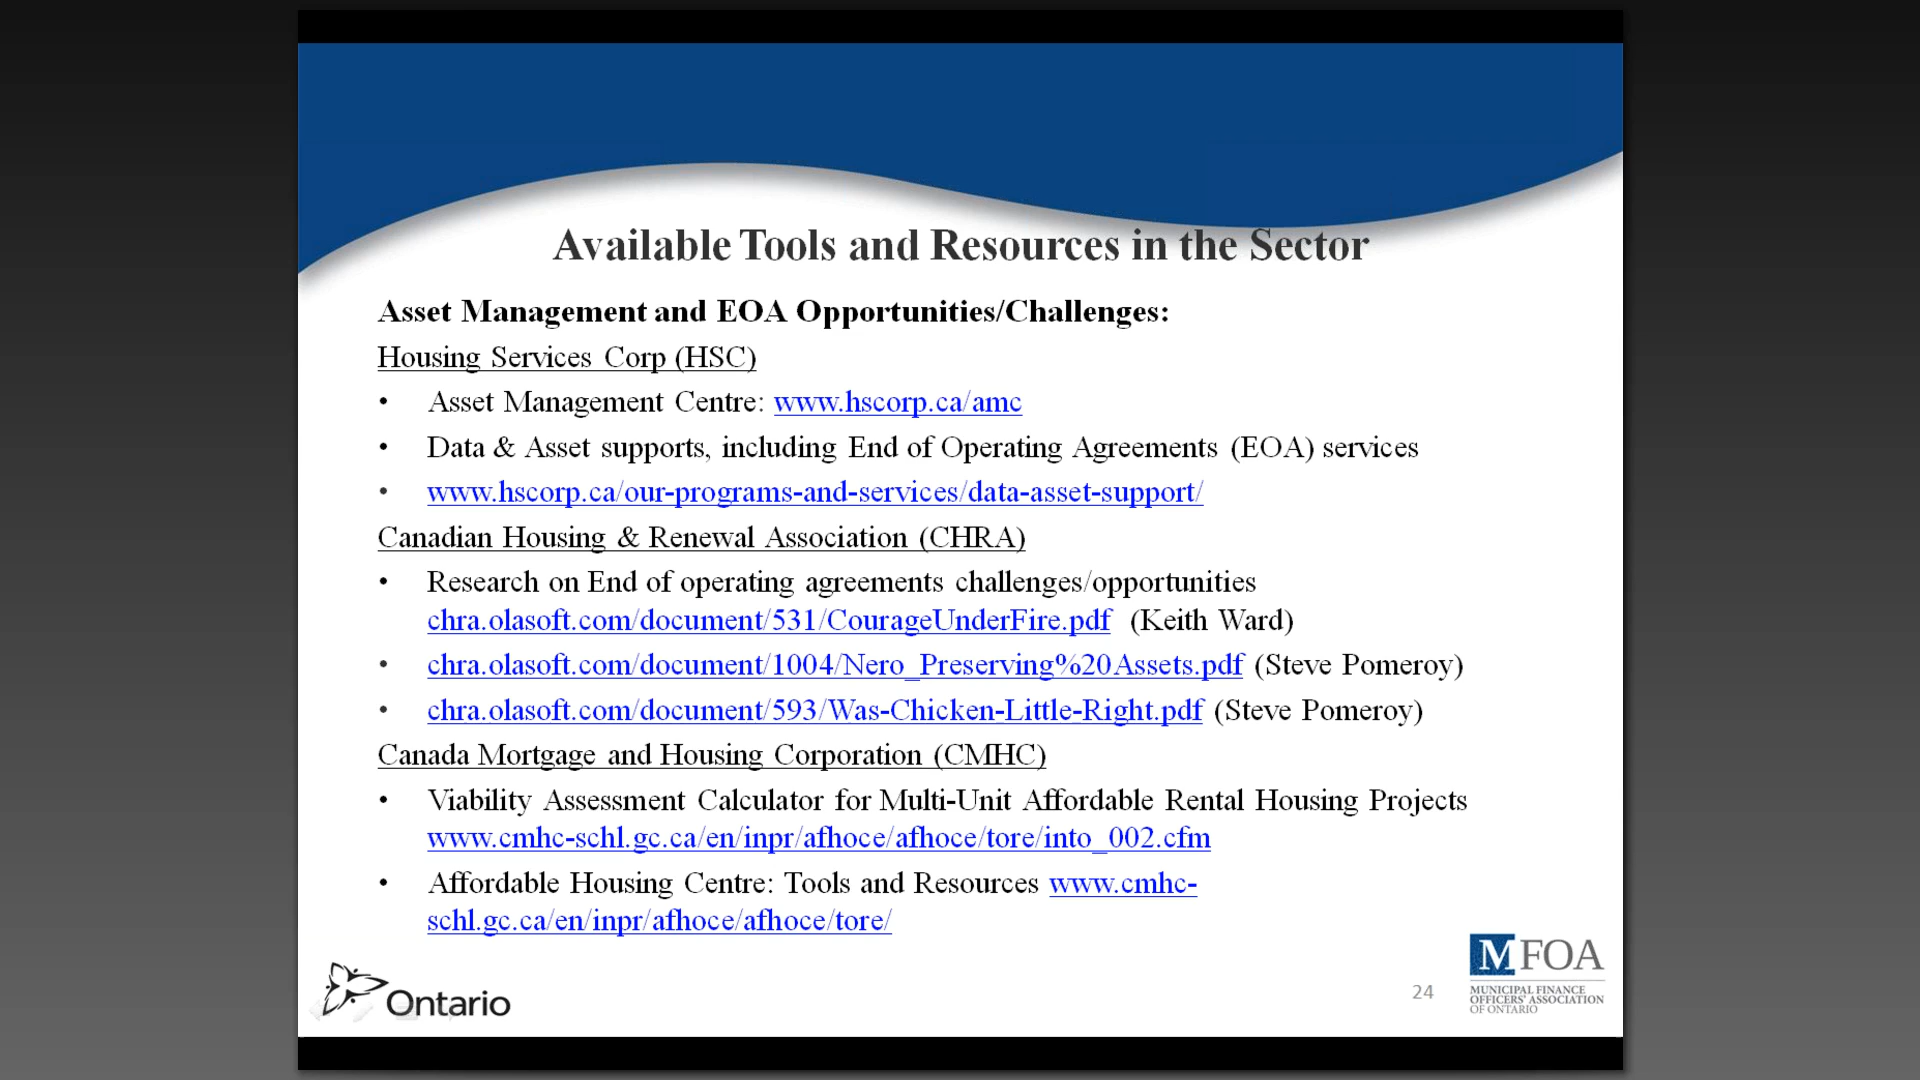 Available Tools and Resources in the Sector
Asset Management and EOA Opportunities/Challenges:
Housing Services Corp (HSC)
• Asset Management Centre: www.hscorp.ca/amc
• Data & Asset supports, including End of Operating Agreements (EOA) services
• www.hscorp.ca/our-programs-and-services/data-asset-support/
Canadian Housing & Renewal Association (CHRA)
• Research on End of operating agreements challenges/opportunities
chra.olasoft.com/document/531/CourageUnderFire.pdf (Keith Ward)
• chra.olasoft.com/document/1004/Nero_Preserving%20Assets.pdf (Steve Pomeroy)
• chra.olasoft.com/document/593/Was-Chicken-Little-Right.pdf (Steve Pomeroy)
Canada Mortgage and Housing Corporation (CMHC)
• Viability Assessment Calculator for Multi-Unit Affordable Rental Housing Projects
www.cmhc-schl.gc.ca/en/inpr/afhoce/afhoce/tore/into_002.cfm
• Affordable Housing Centre: Tools and Resources www.cmhc-
schl.gc.ca/en/inpr/afhoce/afhoce/tore/
Ontario
24
MFOA
MUNICIPAL FINANCE
OFFICERS' ASSOCIATION
OF ONTARIO